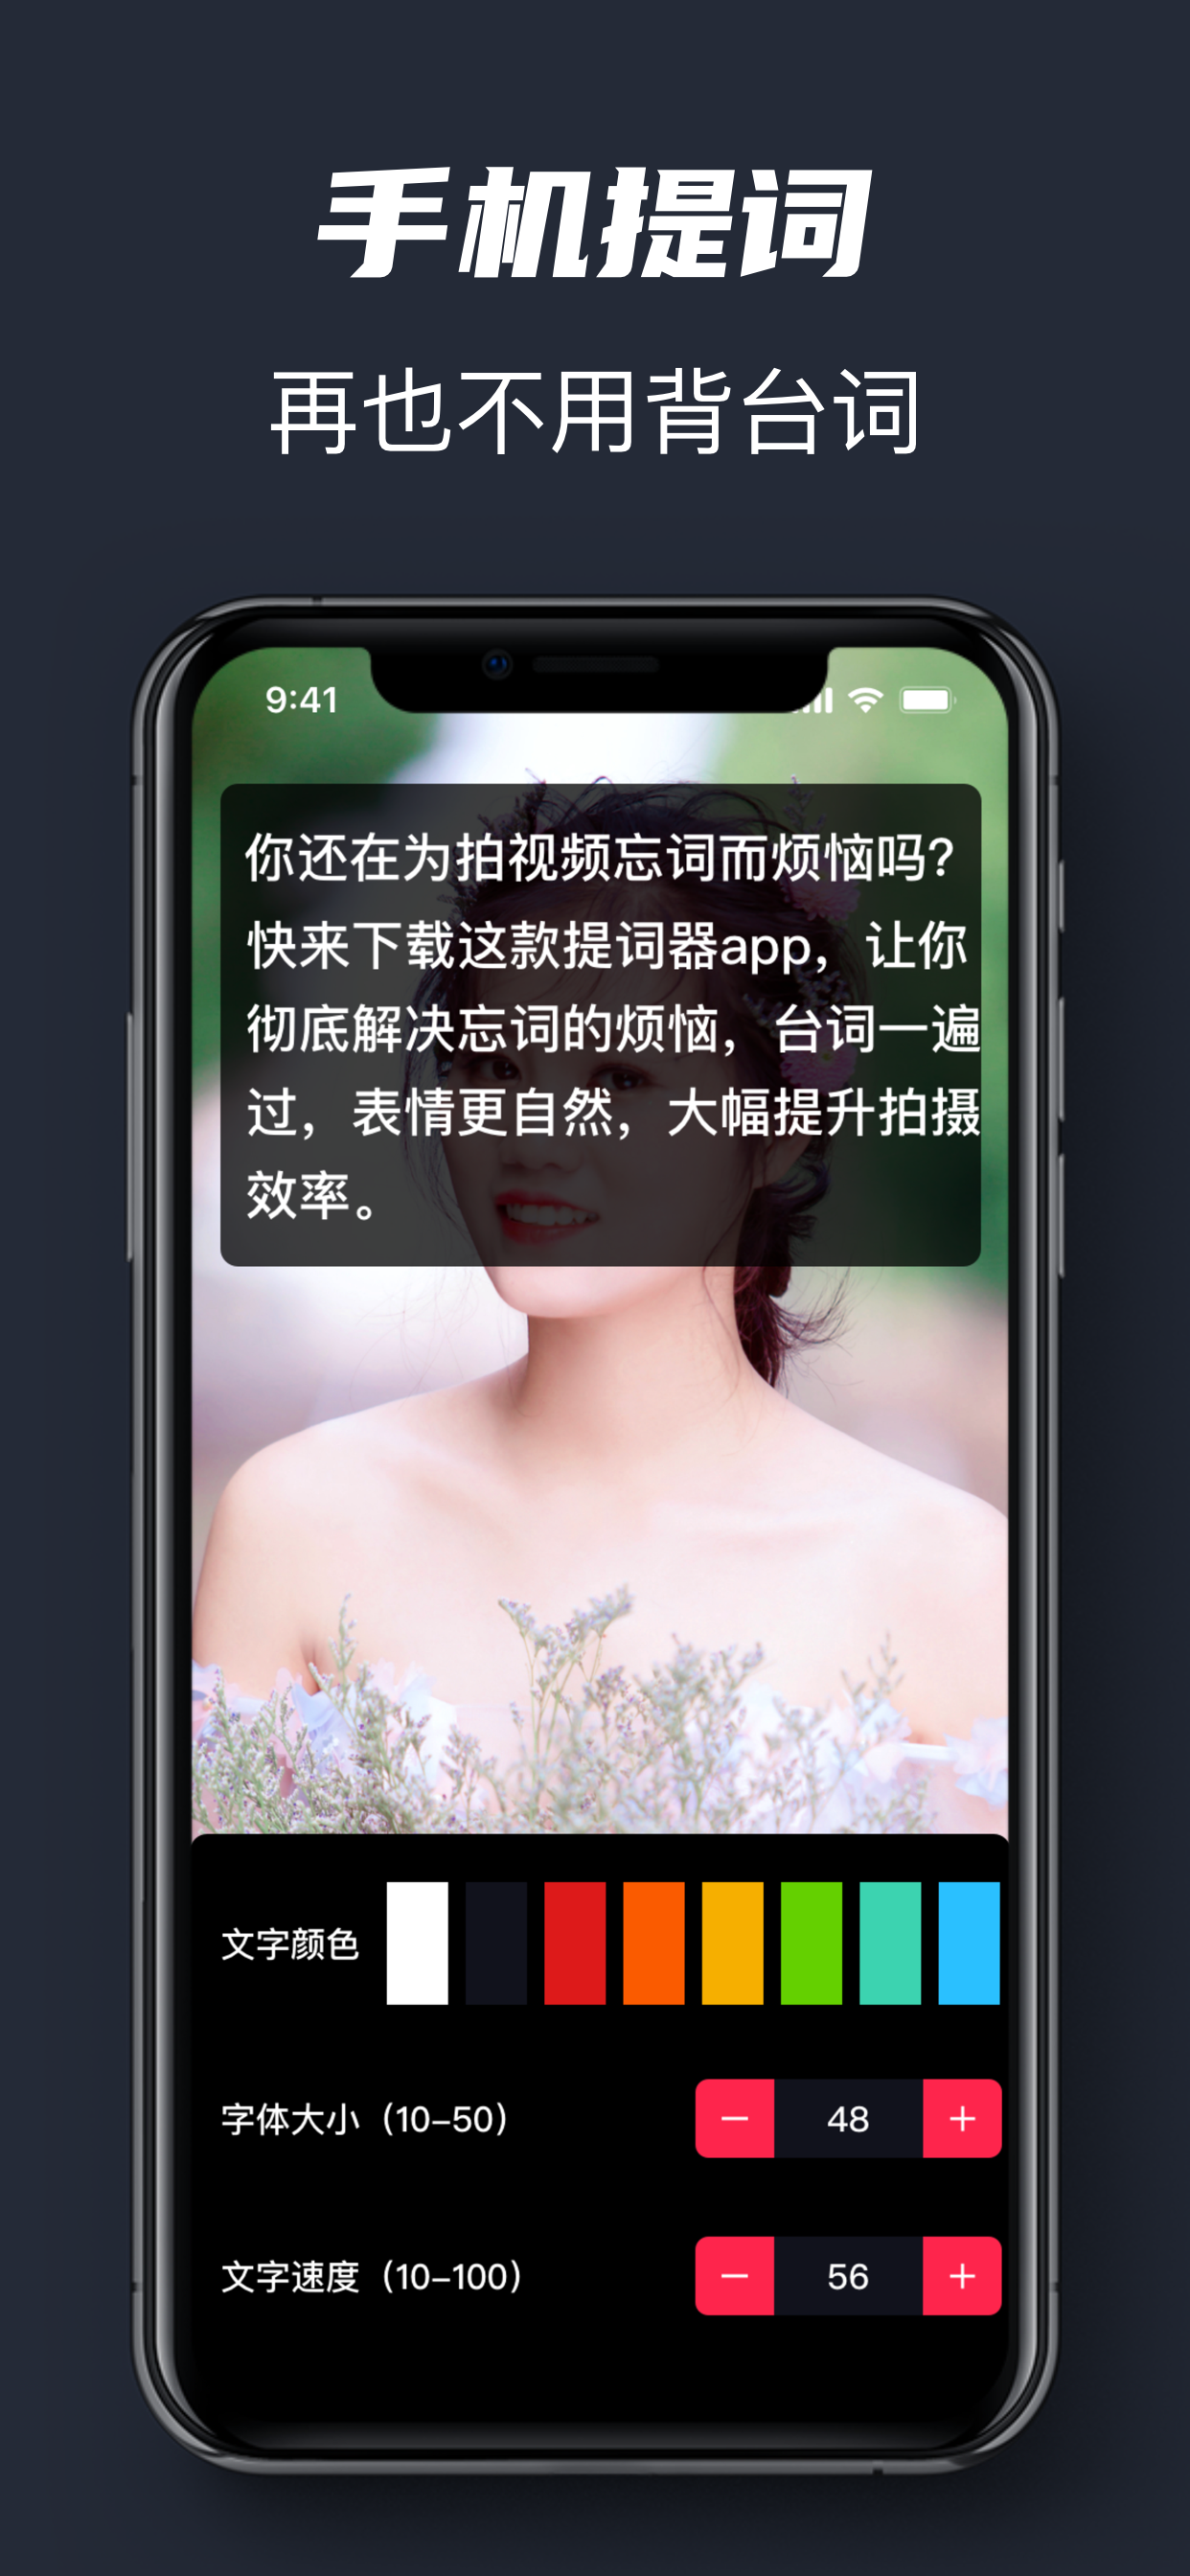 手机提词
再也不用背台词
9:41
你还在为拍视频忘词而烦恼吗?
快来下载这款提词器app，让你
彻底解决忘词的烦恼，台词一遍
过，表情更自然，大幅提升拍摄
效率。
文字颜色
字体大小（10-50）
48
文字速度（10-100）
56